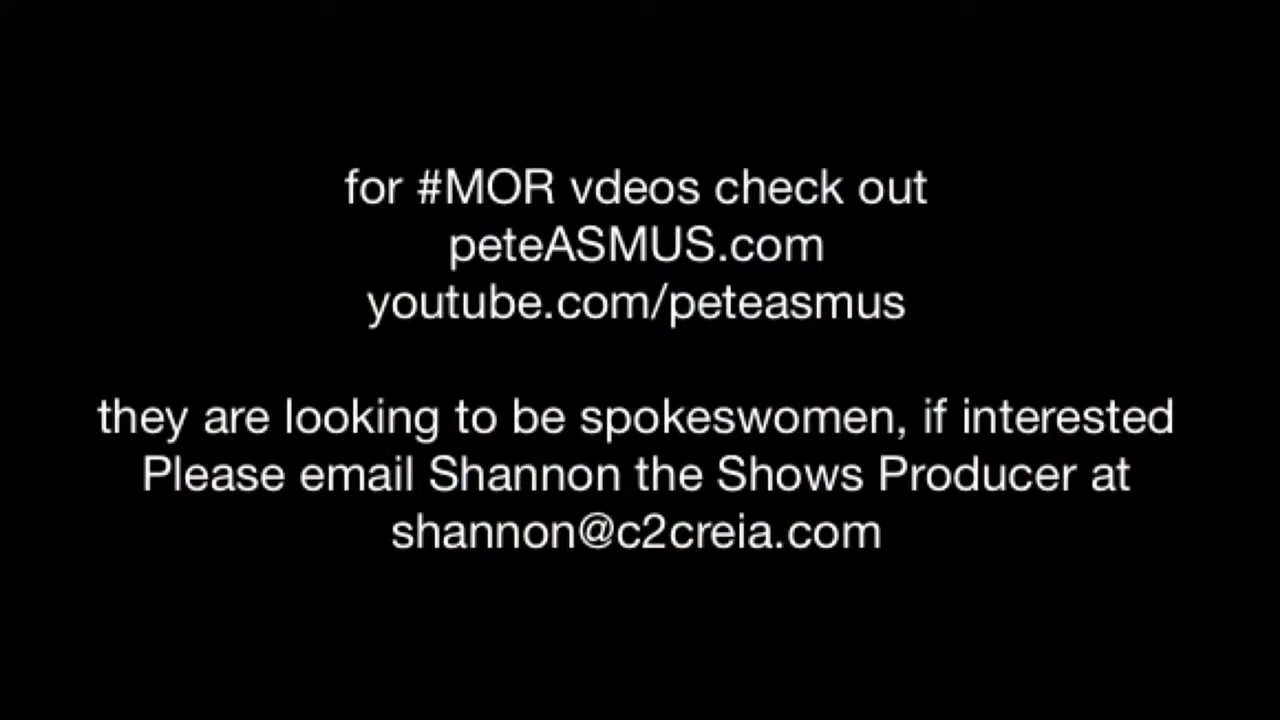 for #MOR vdeos check out
peteASMUS.com
youtube.com/peteasmus
they are looking to be spokeswomen, if interested
Please email Shannon the Shows Producer at
shannon@c2creia.com